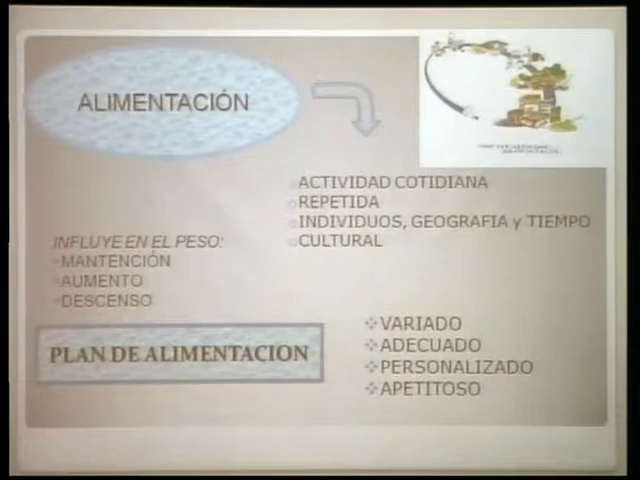 ALIMENTACIÓN
ACTIVIDAD COTIDIANA
REPETIDA
INDIVIDUOS, GEOGRAFIA y TIEMPO
CULTURAL
INFLUYE EN EL PESO:
MANTENCIÓN
AUMENTO
DESCENSO
PLAN DE ALIMENTACION
VARIADO
ADECUADO
PERSONALIZADO
APETITOSO